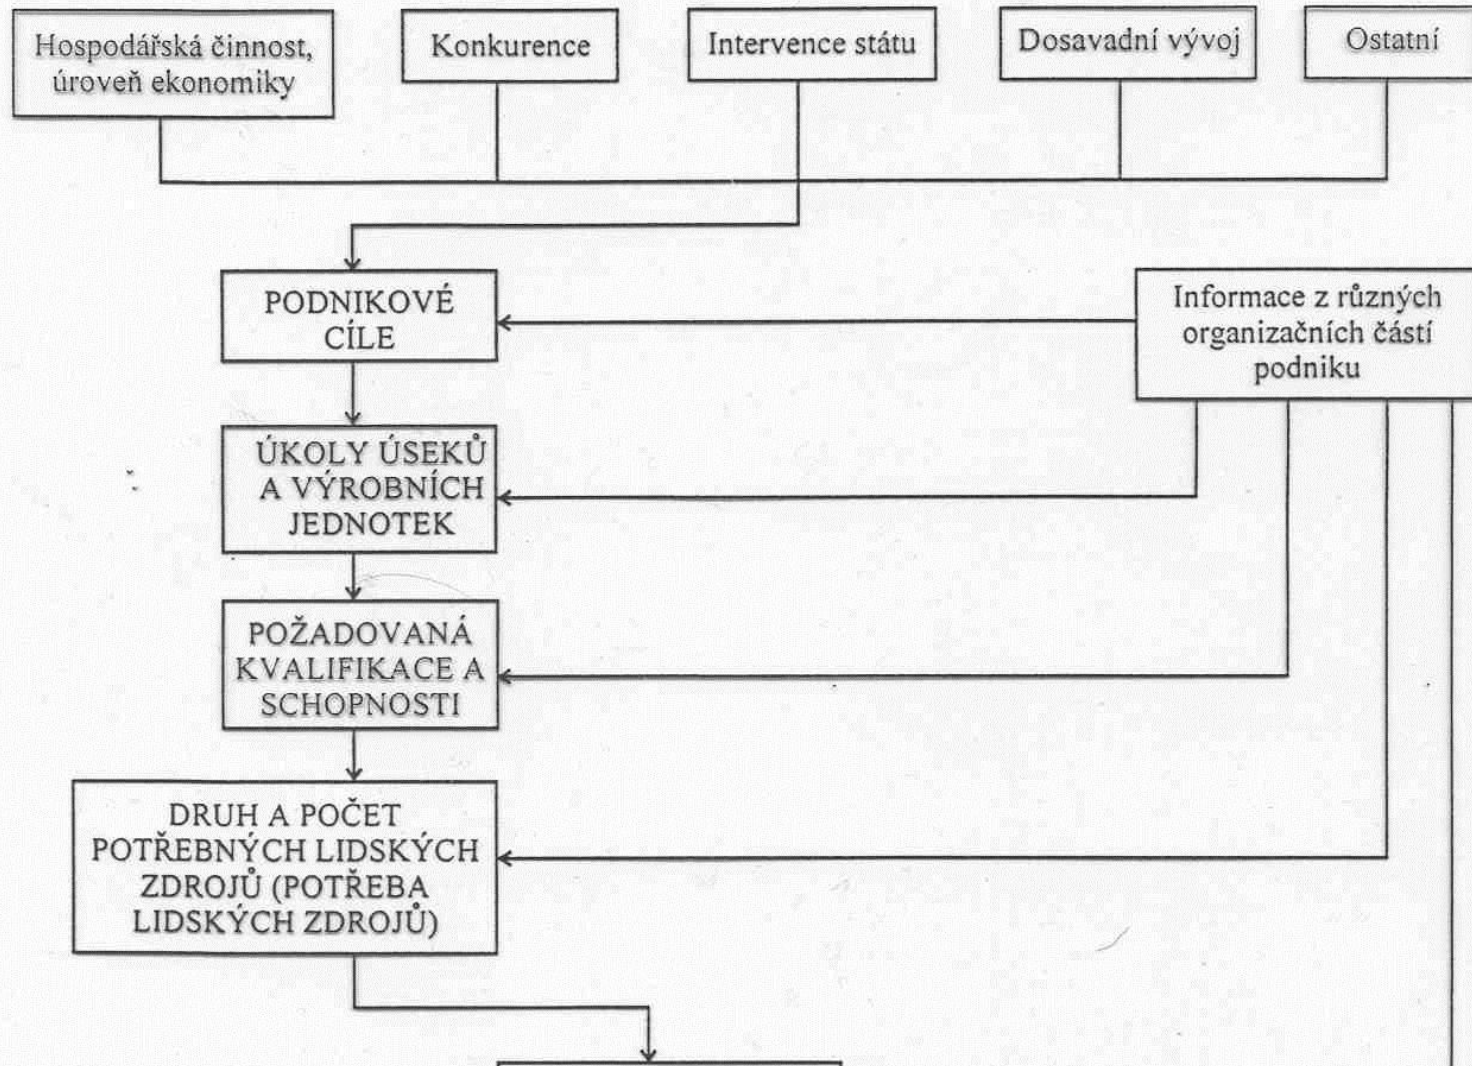 Hospodářská činnost,
úroveň ekonomiky
Konkurence
Intervence státu
Dosavadní vývoj
Ostatní
PODNIKOVÉ
CÍLE
Informace z různých
organizačních částí
podniku
ÚKOLY ÚSEKŮ
A VÝROBNÍCH
JEDNOTEK
POŽADOVANÁ
KVALIFIKACE A
SCHOPNOSTI
DRUH A POČET
POTŘEBNÝCH LIDSKÝCH
ZDROJŮ (POTŘEBA
LIDSKÝCH ZDROJŮ)